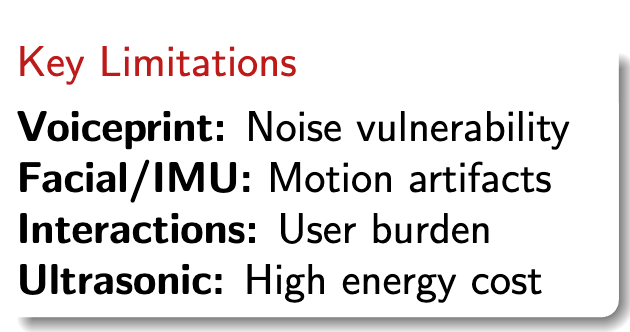 Key Limitations
Voiceprint: Noise vulnerability
Facial/IMU: Motion artifacts
Interactions: User burden
Ultrasonic: High energy cost